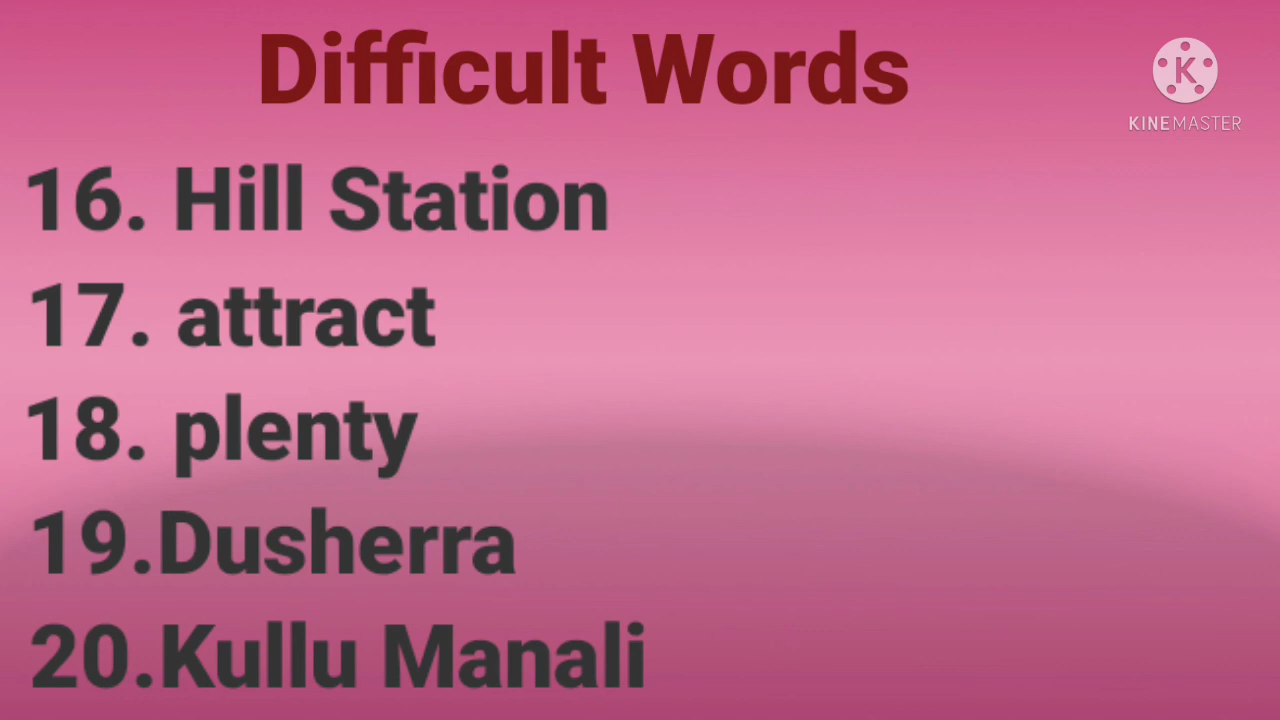 Difficult Words
KINEMASTER
16. Hill Station
17. attract
18. plenty
19.Dusherra
20.Kullu Manali